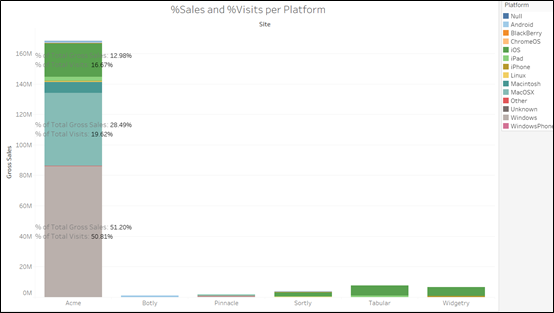 %Sales and %Visits per Platform
Site
Platform
Null
Android
BlackBerry
ChromeOS
iOS
iPad
iPhone
Linux
Macintosh
MacOSX
Other
Unknown
Windows
WindowsPhone
Gross Sales
160M
140M
120M
100M
80M
60M
40M
20M
0M
% of Total Gross Sales: 12.98%
% of Total Visits: 16.67%
% of Total Gross Sales: 28.49%
% of Total Visits: 19.62%
% of Total Gross Sales: 51.20%
% of Total Visits: 50.81%
Acme
Botly
Pinnacle
Sortly
Tabular
Widgetry